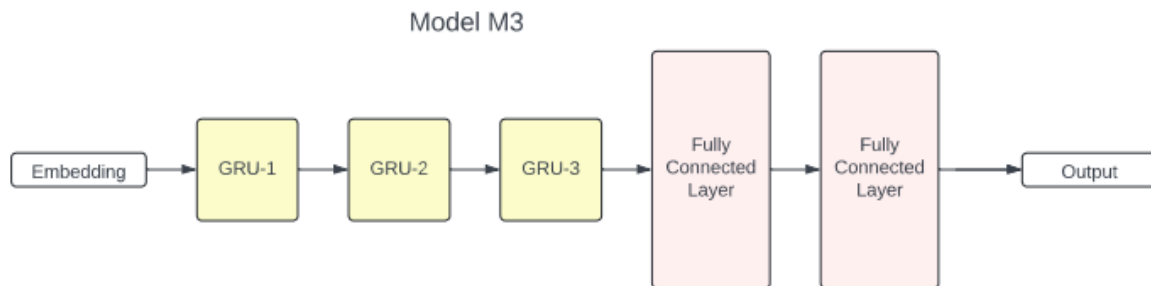 Model M3
Embedding
GRU-1
GRU-2
GRU-3
Fully
Connected
Layer
Fully
Connected
Layer
Output